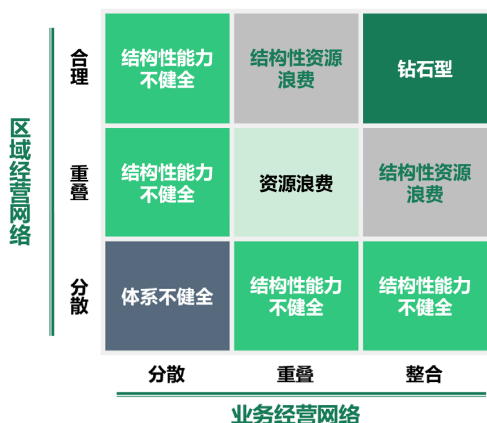 区域经营网络
合理
结构性能力
不健全
结构性资源
浪费
钻石型
重叠
结构性能力
不健全
资源浪费
结构性资源
浪费
分散
体系不健全
结构性能力
不健全
结构性能力
不健全
分散
重叠
整合
业务经营网络